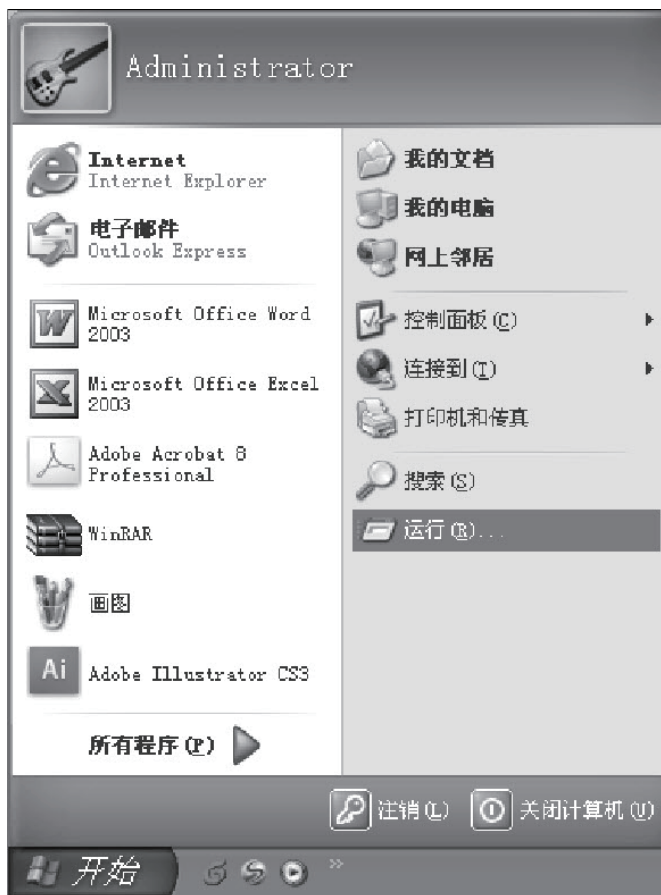 Administrator
Internet
Internet Explorer
电子邮件
Outlook Express
Microsoft Office Word
2003
Microsoft Office Excel
2003
Adobe Acrobat 8
Professional
WinRAR
画图
Ai
Adobe Illustrator CS3
所有程序(P)
我的文档
我的电脑
网上邻居
控制面板(C)
连接到(T)
打印机和传真
搜索(S)
运行(R)...
注销(L)
关闭计算机(U)
开始